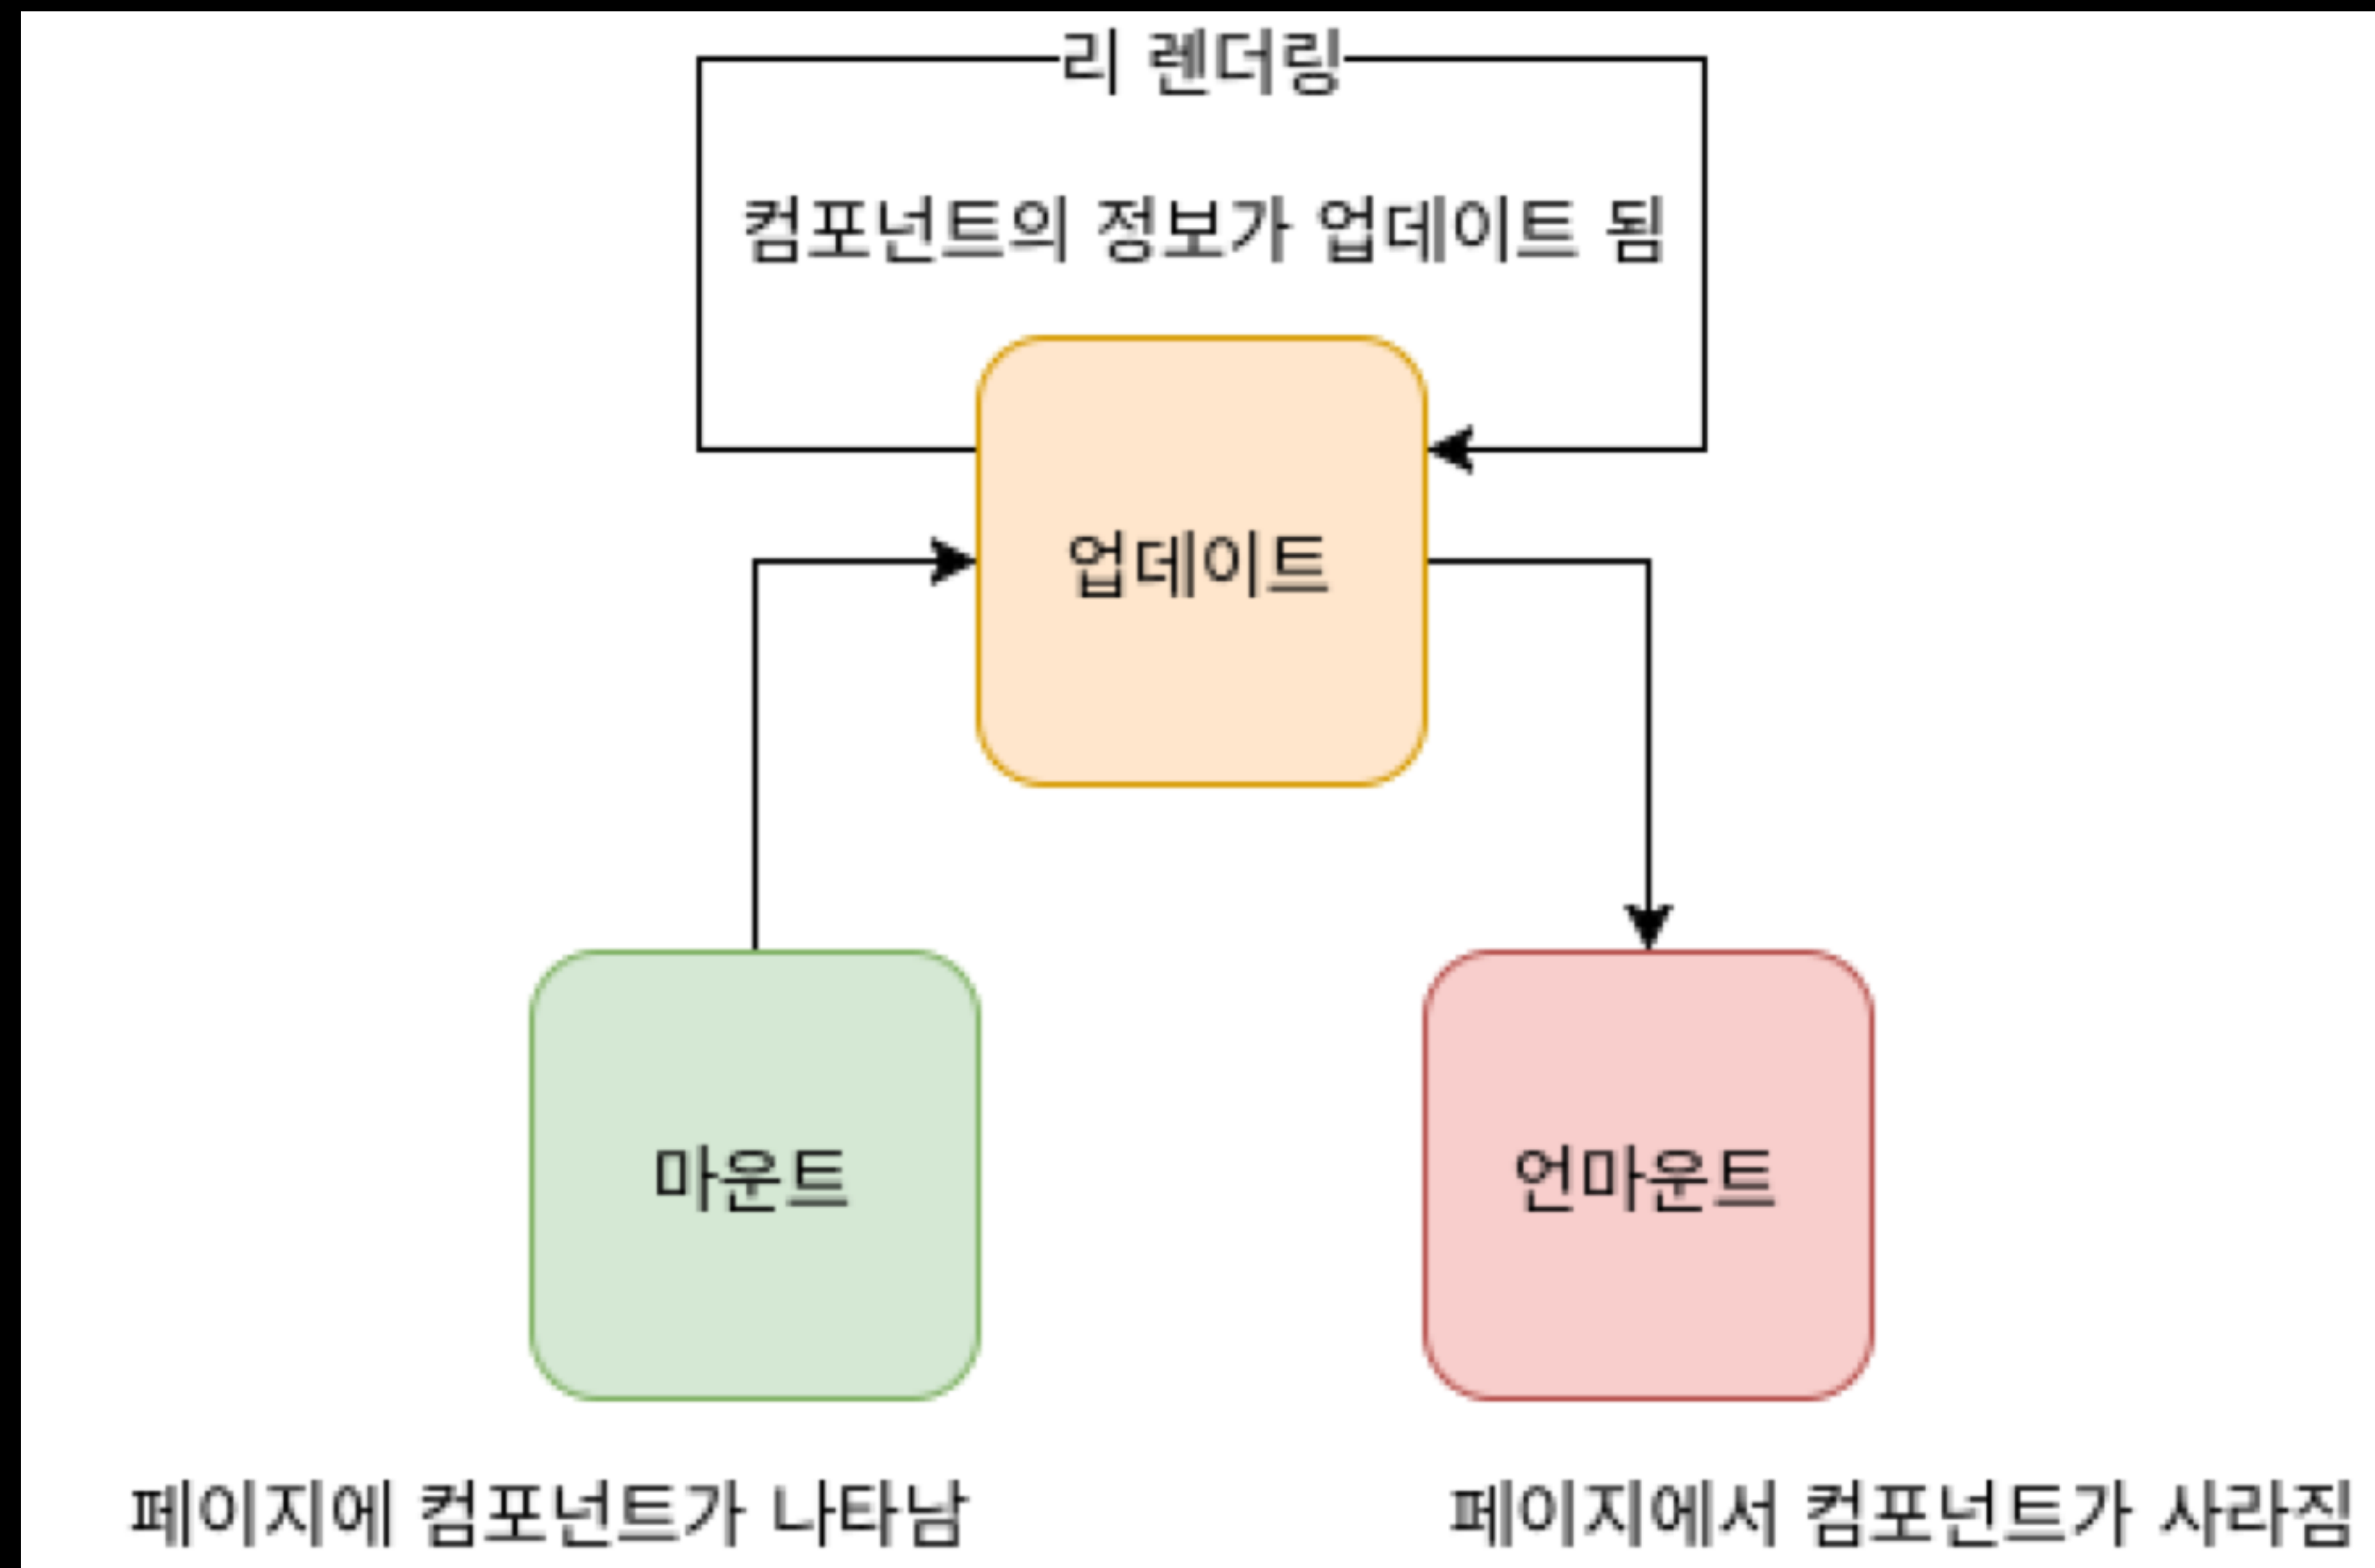 리 렌더링
컴포넌트의 정보가 업데이트 됨
업데이트
마운트
언마운트
페이지에 컴포넌트가 나타남
페이지에서 컴포넌트가 사라짐